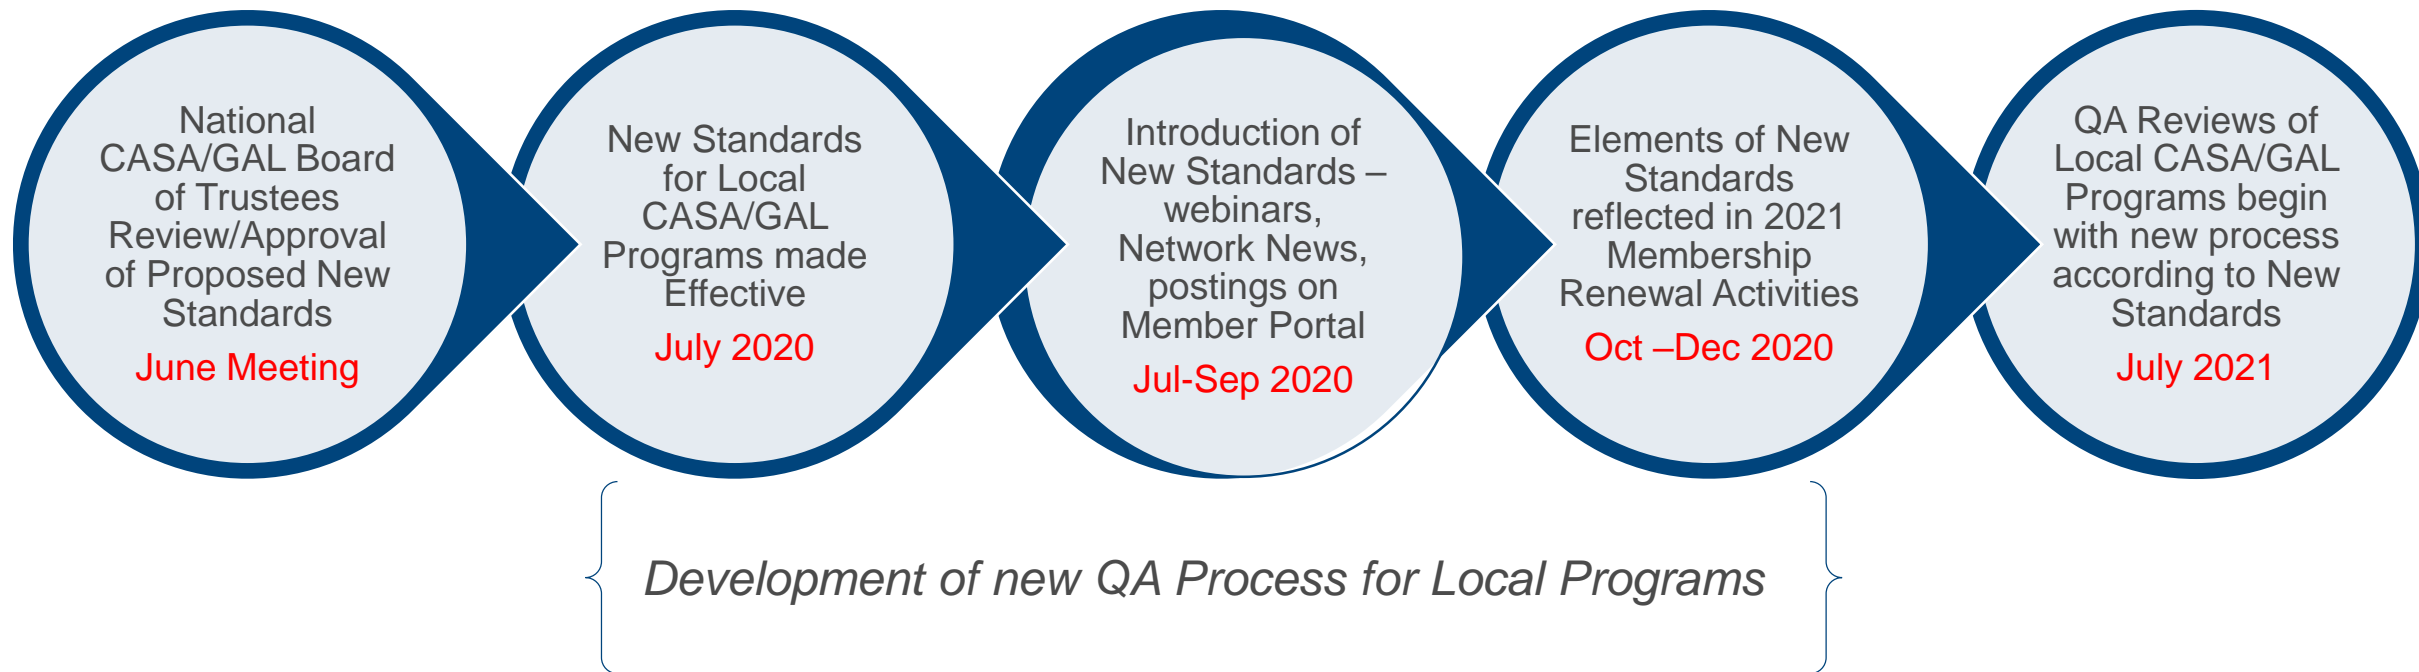 National
CASA/GAL Board
of Trustees
Review/Approval
of Proposed New
Standards
June Meeting
New Standards
for Local
CASA/GAL
Programs made
Effective
July 2020
Introduction of
New Standards –
webinars,
Network News,
postings on
Member Portal
Jul-Sep 2020
Elements of New
Standards
reflected in 2021
Membership
Renewal Activities
Oct –Dec 2020
QA Reviews of
Local CASA/GAL
Programs begin
with new process
according to New
Standards
July 2021
Development of new QA Process for Local Programs